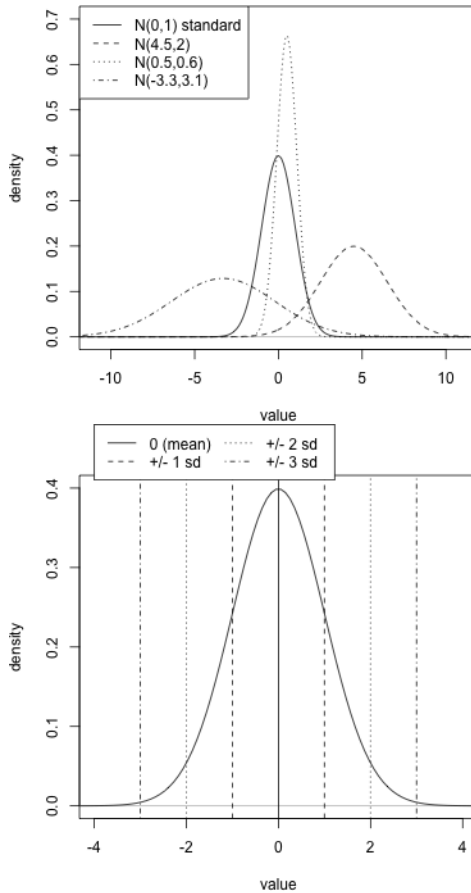 N(0,1) standard
N(4.5,2)
N(0.5,0.6)
N(-3.3,3.1)
density
0.7
0.6
0.5
0.4
0.3
0.2
0.1
0.0
-10 -5 0 5 10
value
0 (mean) +/- 2 sd
+/- 1 sd +/- 3 sd
density
0.4
0.3
0.2
0.1
0.0
-4 -2 0 2 4
value